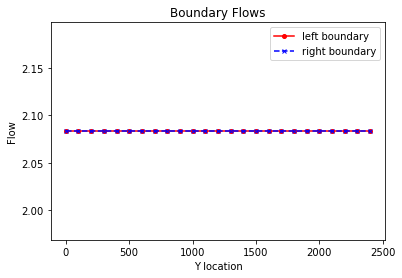 Boundary Flows
left boundary
right boundary
2.15
2.10
2.05
2.00
Flow
0
500
1000
1500
2000
2500
Y location